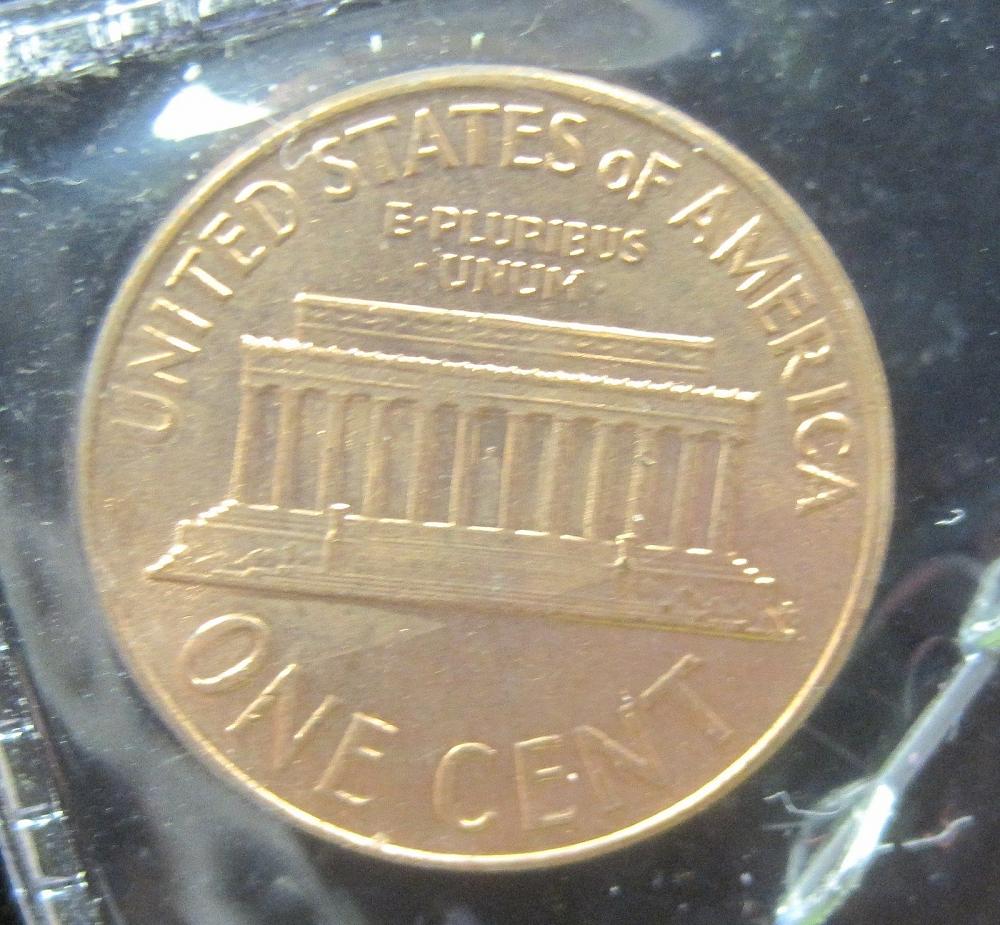 UNITED STATES OF AMERICA
E·PLURIBUS
·UNUM·
ONE CENT